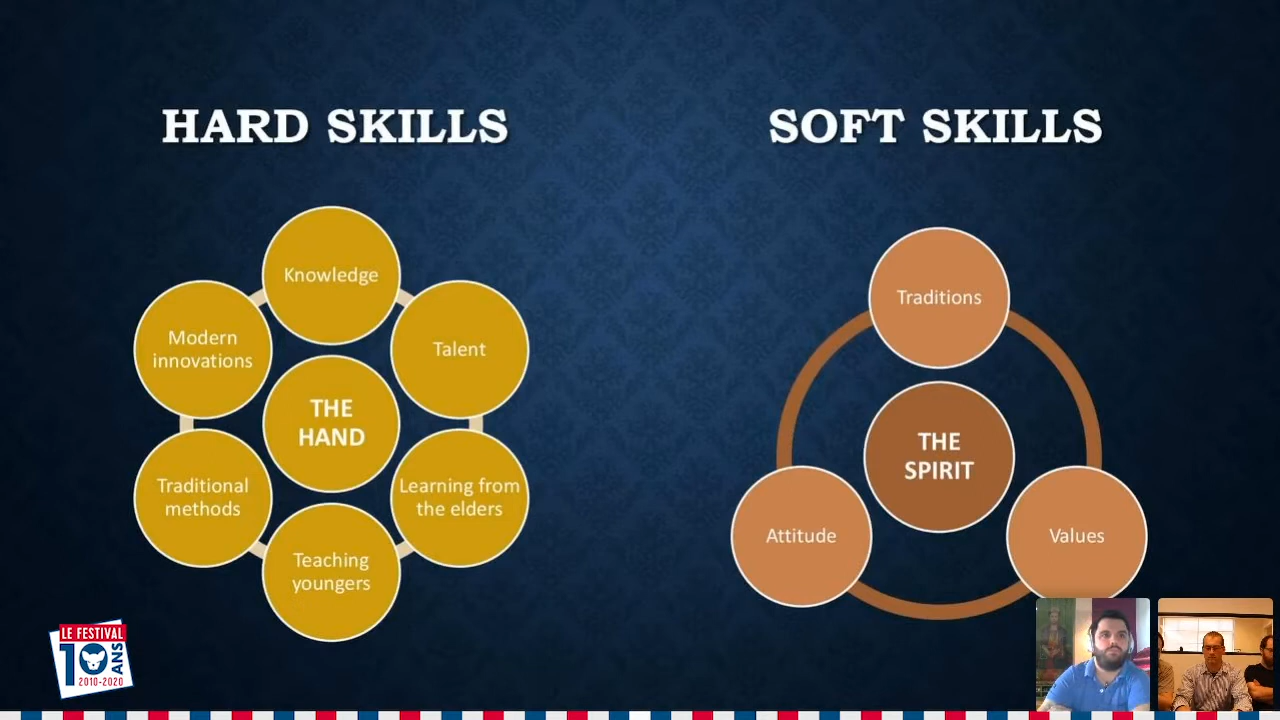 HARD SKILLS
Knowledge
Modern
innovations
Talent
THE
HAND
Traditional
methods
Learning from
the elders
Teaching
youngers
SOFT SKILLS
Traditions
THE
SPIRIT
Attitude
Values
LE FESTIVAL
10
ANS
2010-2020